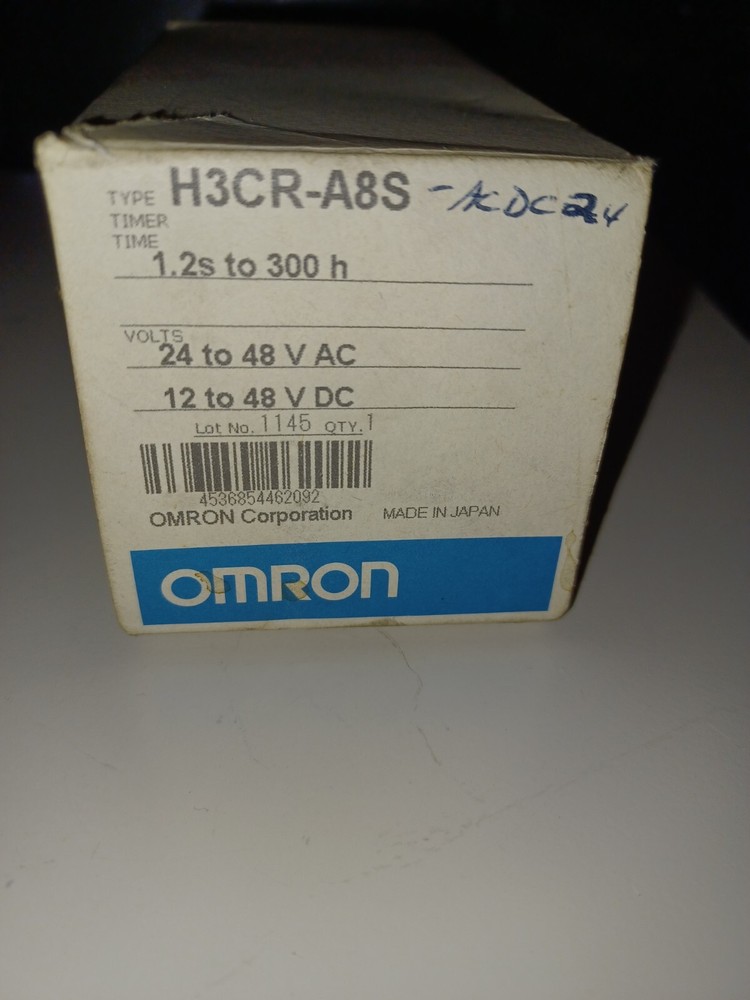 TYPE H3CR-A8S -ACDC24
TIMER
TIME
1.2s to 300 h
VOLTS
24 to 48 V AC
12 to 48 V DC
Lot No. 1145 QTY. 1
4536854462092
OMRON Corporation MADE IN JAPAN
OMRON